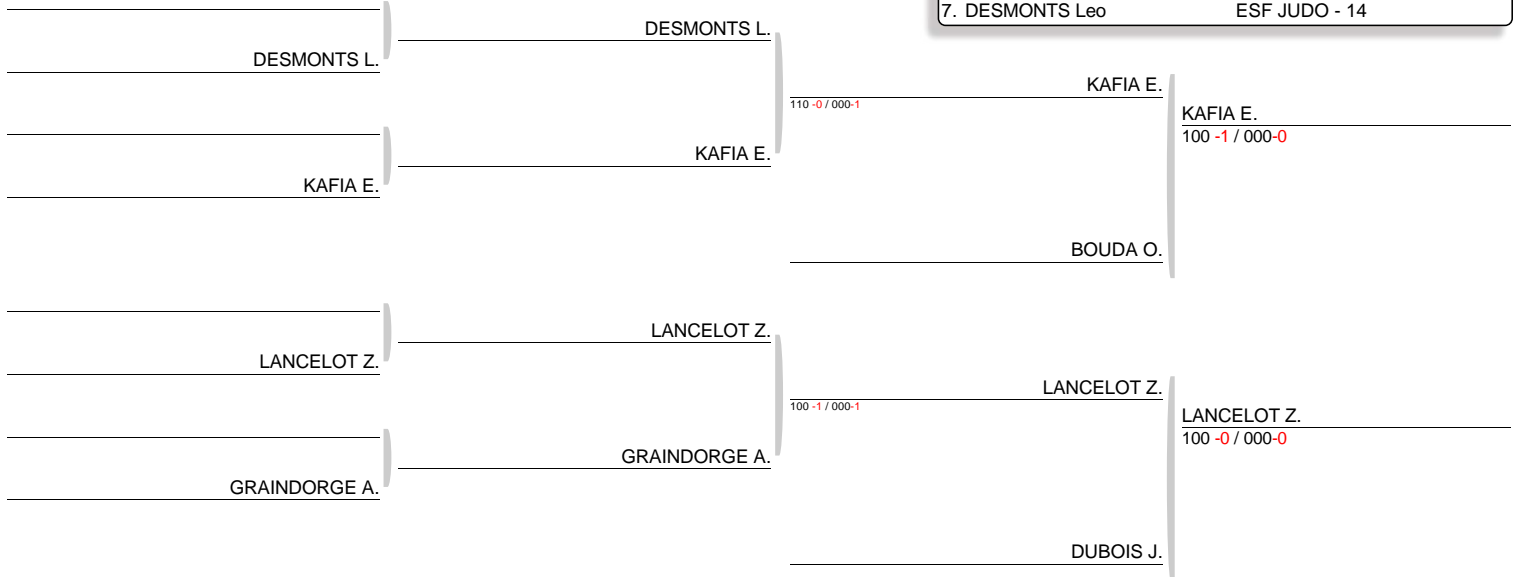 7. DESMONTS Leo ESF JUDO - 14
DESMONTS L.
DESMONTS L.
KAFIA E.
110 -0 / 000-1
KAFIA E.
100 -1 / 000-0
KAFIA E.
KAFIA E.
BOUDA O.
LANCELOT Z.
LANCELOT Z.
LANCELOT Z.
100 -1 / 000-1
LANCELOT Z.
100 -0 / 000-0
GRAINDORGE A.
GRAINDORGE A.
DUBOIS J.